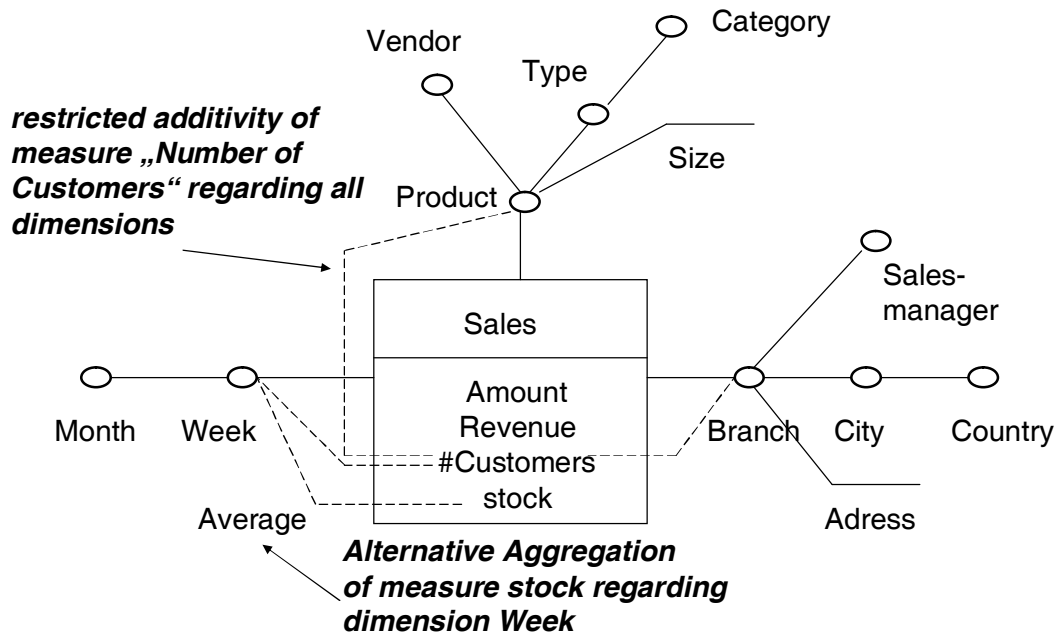 Category
Vendor
Type
restricted additivity of
measure „Number of
Customers“ regarding all
dimensions
Size
Product
Sales-
manager
Sales
Amount
Revenue
#Customers
stock
Month
Week
Branch
City
Country
Average
Adress
Alternative Aggregation
of measure stock regarding
dimension Week